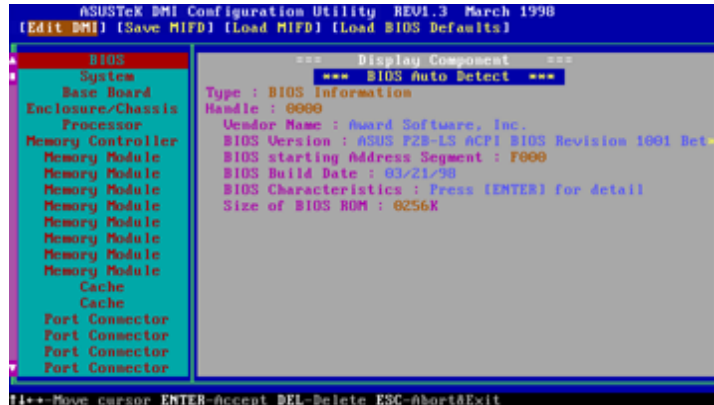 ASUSTeK DMI Configuration Utility REV1.3 March 1998
[Edit DMI] [Save MIFD] [Load MIFD] [Load BIOS Defaults]
BIOS
System
Base Board
Enclosure/Chassis
Processor
Memory Controller
Memory Module
Memory Module
Memory Module
Memory Module
Memory Module
Memory Module
Memory Module
Memory Module
Cache
Cache
Port Connector
Port Connector
Port Connector
Port Connector
=== Display Component ===
*** BIOS Auto Detect ***
Type : BIOS Information
Handle : 0000
Vendor Name : Award Software, Inc.
BIOS Version : ASUS P2B-LS ACPI BIOS Revision 1001 Bet
BIOS starting Address Segment : F000
BIOS Build Date : 03/21/98
BIOS Characteristics : Press [ENTER] for detail
Size of BIOS ROM : 0256K
↑↓←→-Move cursor ENTER-Accept DEL-Delete ESC-Abort&Exit